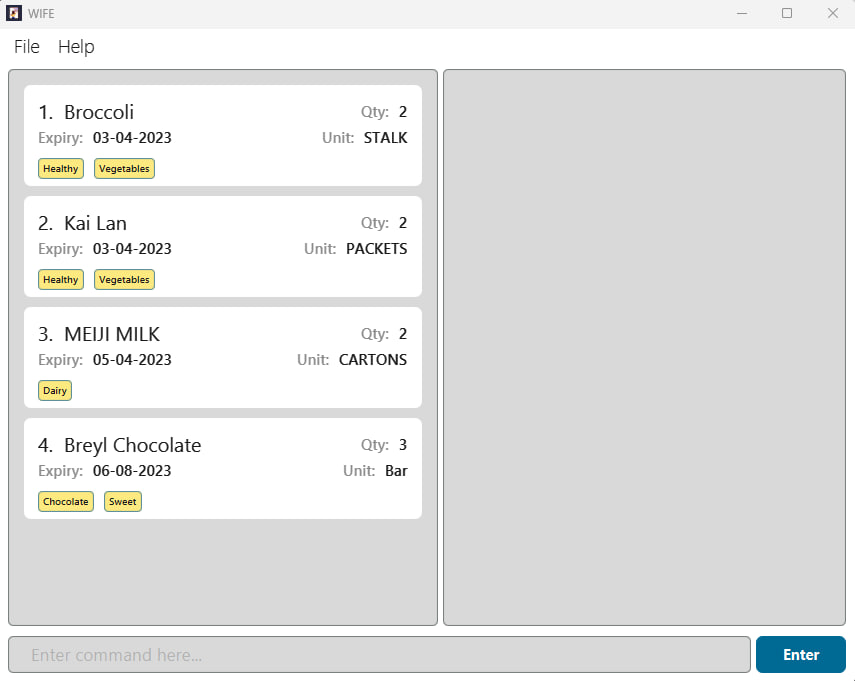 WIFE
File Help
1. Broccoli Qty: 2
Expiry: 03-04-2023 Unit: STALK
Healthy Vegetables
2. Kai Lan Qty: 2
Expiry: 03-04-2023 Unit: PACKETS
Healthy Vegetables
3. MEIJI MILK Qty: 2
Expiry: 05-04-2023 Unit: CARTONS
Dairy
4. Breyl Chocolate Qty: 3
Expiry: 06-08-2023 Unit: Bar
Chocolate Sweet
Enter command here... Enter